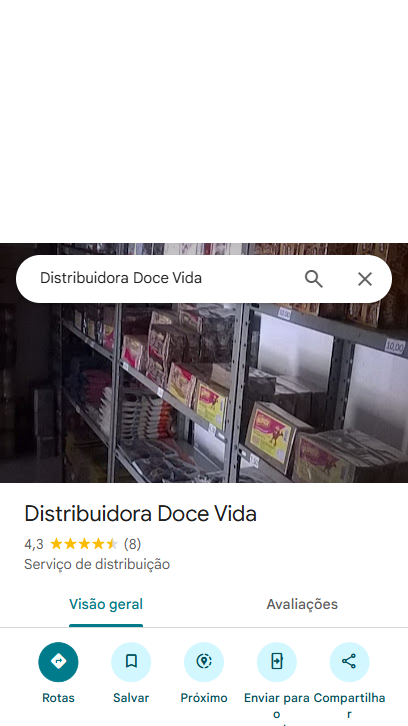 Distribuidora Doce Vida
10,00
Distribuidora Doce Vida
4,3 (8)
Serviço de distribuição
Visão geral Avaliações
Rotas Salvar Próximo Enviar para o Compartilhar